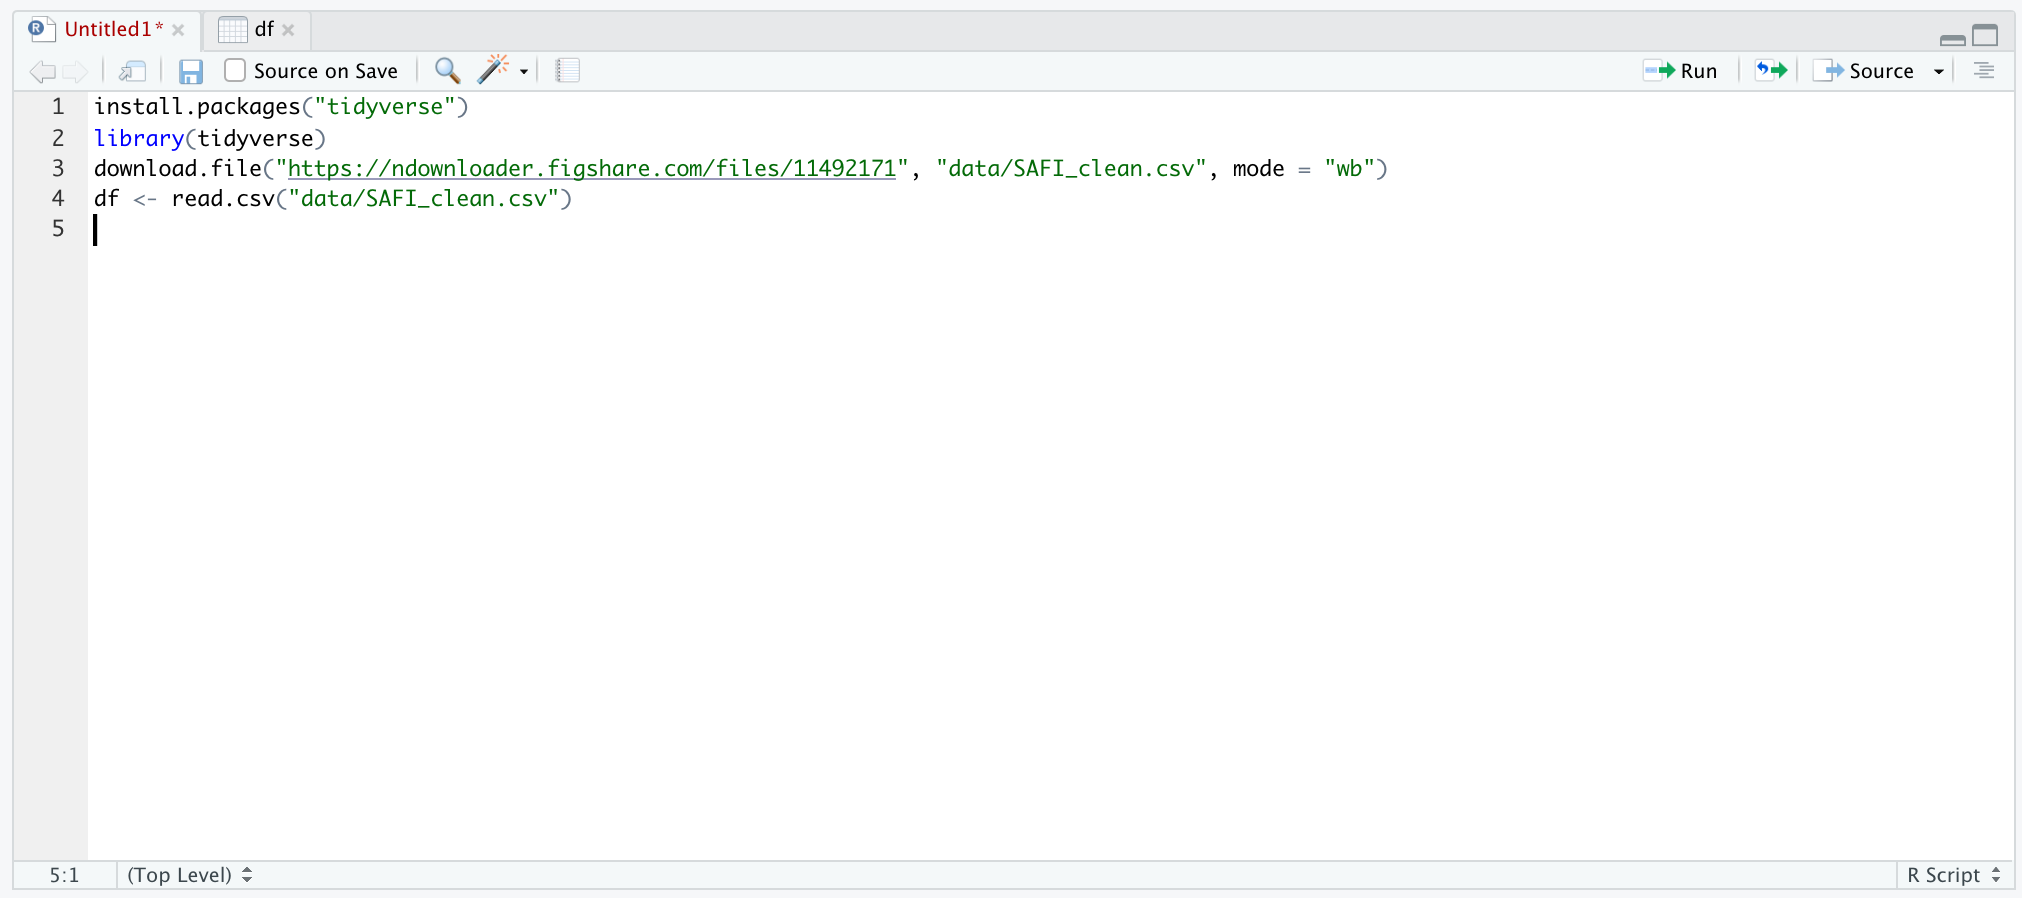 Untitled1* df
Source on Save Run Source
1 install.packages("tidyverse")
2 library(tidyverse)
3 download.file("https://ndownloader.figshare.com/files/11492171", "data/SAFI_clean.csv", mode = "wb")
4 df <- read.csv("data/SAFI_clean.csv")
5
5:1 (Top Level) R Script